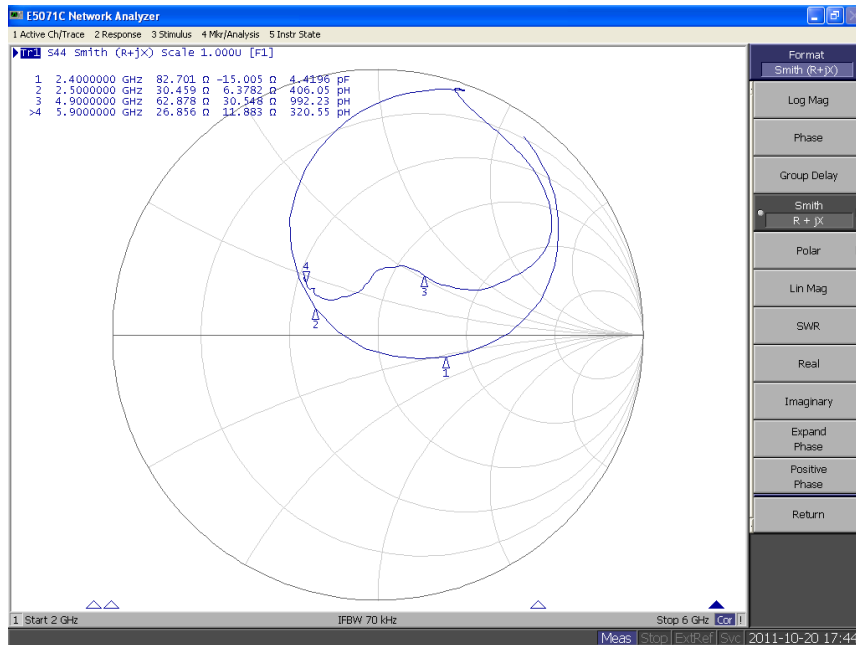 E5071C Network Analyzer
1 Active Ch/Trace 2 Response 3 Stimulus 4 Mkr/Analysis 5 Instr State
Tr1 S44 Smith (R+jX) Scale 1.000U [F1]
1 2.4000000 GHz 82.701 Ω -15.005 Ω 4.4196 pF
2 2.5000000 GHz 30.459 Ω 6.3782 Ω 406.05 pH
3 4.9000000 GHz 62.878 Ω 30.548 Ω 992.23 pH
>4 5.9000000 GHz 26.856 Ω 11.883 Ω 320.55 pH
4
3
2
1
Format
Smith (R+jX)
Log Mag
Phase
Group Delay
Smith
R + jX
Polar
Lin Mag
SWR
Real
Imaginary
Expand
Phase
Positive
Phase
Return
1 Start 2 GHz IFBW 70 kHz Stop 6 GHz Cor !
Meas Stop ExtRef Svc 2011-10-20 17:44